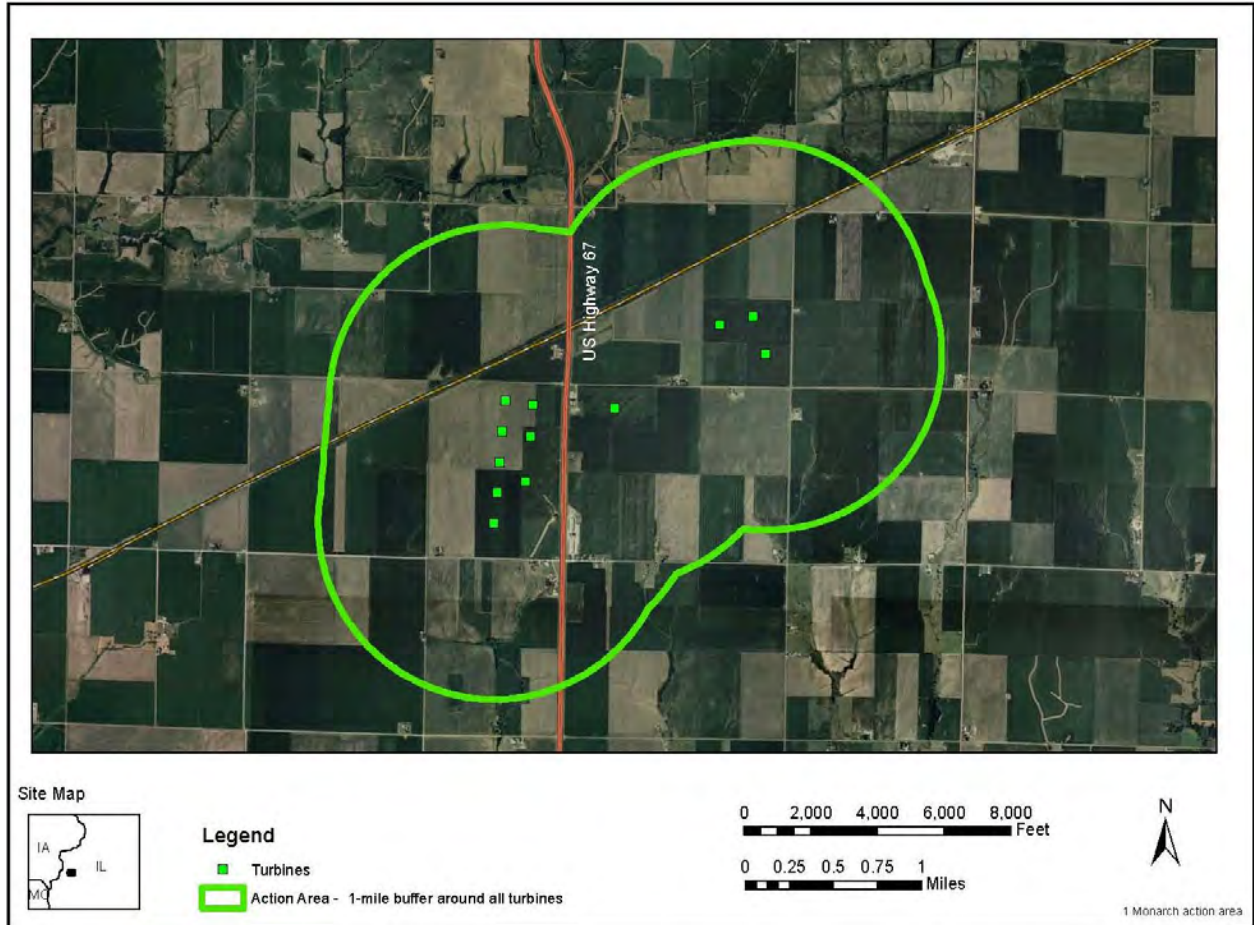 US Highway 67
Site Map
IA
IL
MO
Legend
Turbines
Action Area - 1-mile buffer around all turbines
0 2,000 4,000 6,000 8,000
Feet
0 0.25 0.5 0.75 1
Miles
N
1 Monarch action area